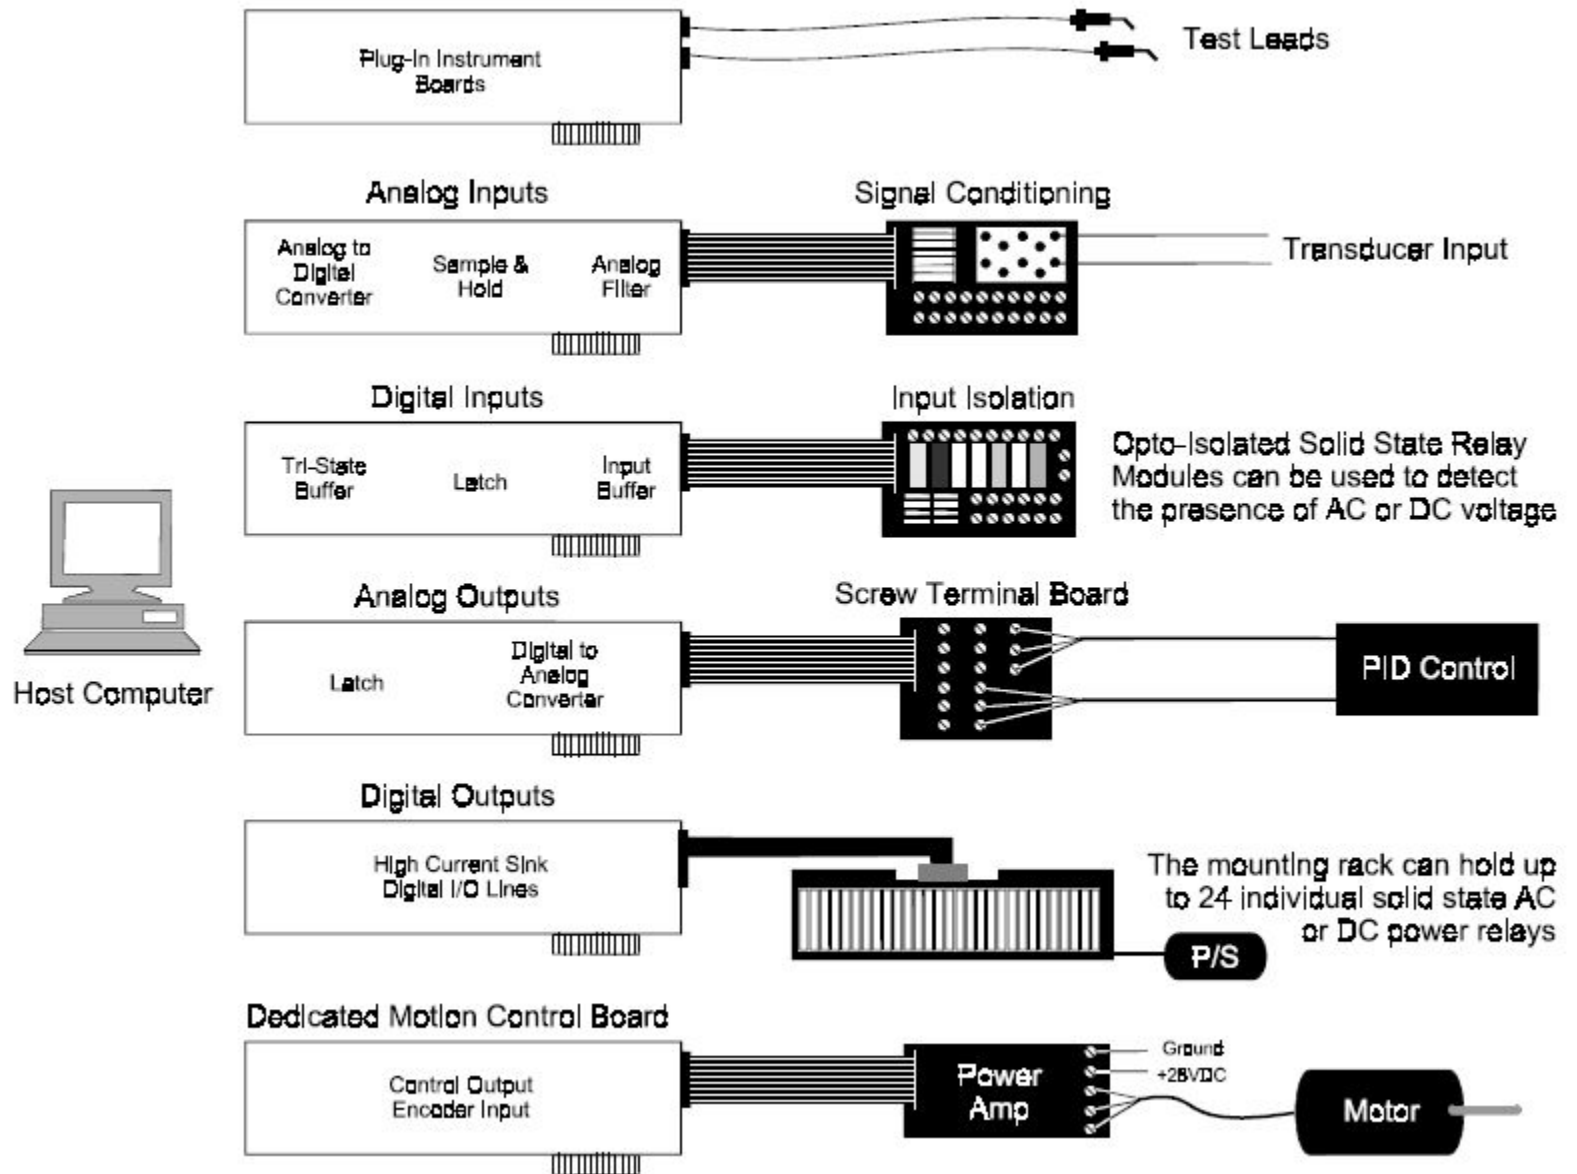 Plug-In Instrument
Boards
Test Leads
Analog Inputs
Signal Conditioning
Analog to
Digital
Converter
Sample &
Hold
Analog
Filter
Transducer Input
Digital Inputs
Input Isolation
Tri-State
Buffer
Latch
Input
Buffer
Opto-Isolated Solid State Relay
Modules can be used to detect
the presence of AC or DC voltage
Host Computer
Analog Outputs
Screw Terminal Board
Latch
Digital to
Analog
Converter
PID Control
Digital Outputs
High Current Sink
Digital I/O Lines
The mounting rack can hold up
to 24 individual solid state AC
or DC power relays
P/S
Dedicated Motion Control Board
Control Output
Encoder Input
Power
Amp
Ground
+28VDC
Motor